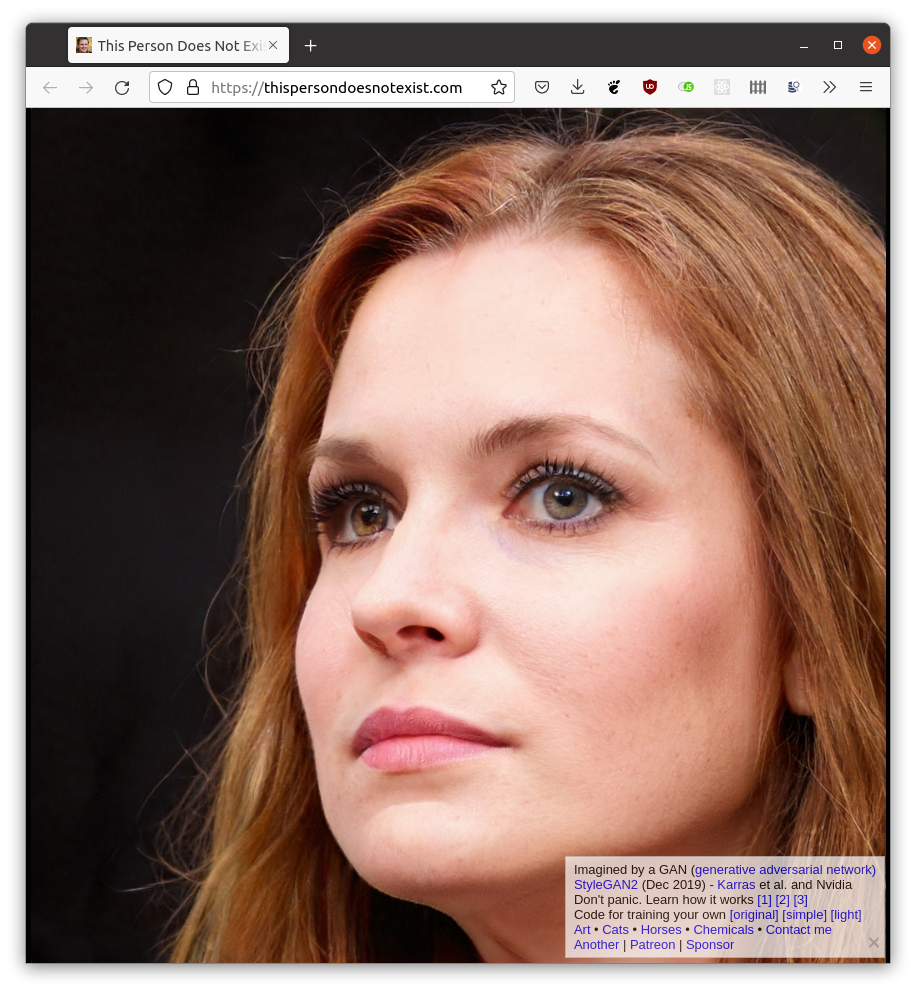 This Person Does Not Exi
https://thispersondoesnotexist.com
Imagined by a GAN (generative adversarial network)
StyleGAN2 (Dec 2019) - Karras et al. and Nvidia
Don't panic. Learn how it works [1] [2] [3]
Code for training your own [original] [simple] [light]
Art • Cats • Horses • Chemicals • Contact me
Another | Patreon | Sponsor